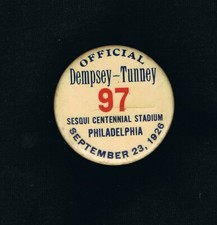 OFFICIAL
Dempsey-Tunney
97
SESQUI CENTENNIAL STADIUM
PHILADELPHIA
SEPTEMBER 23, 1926